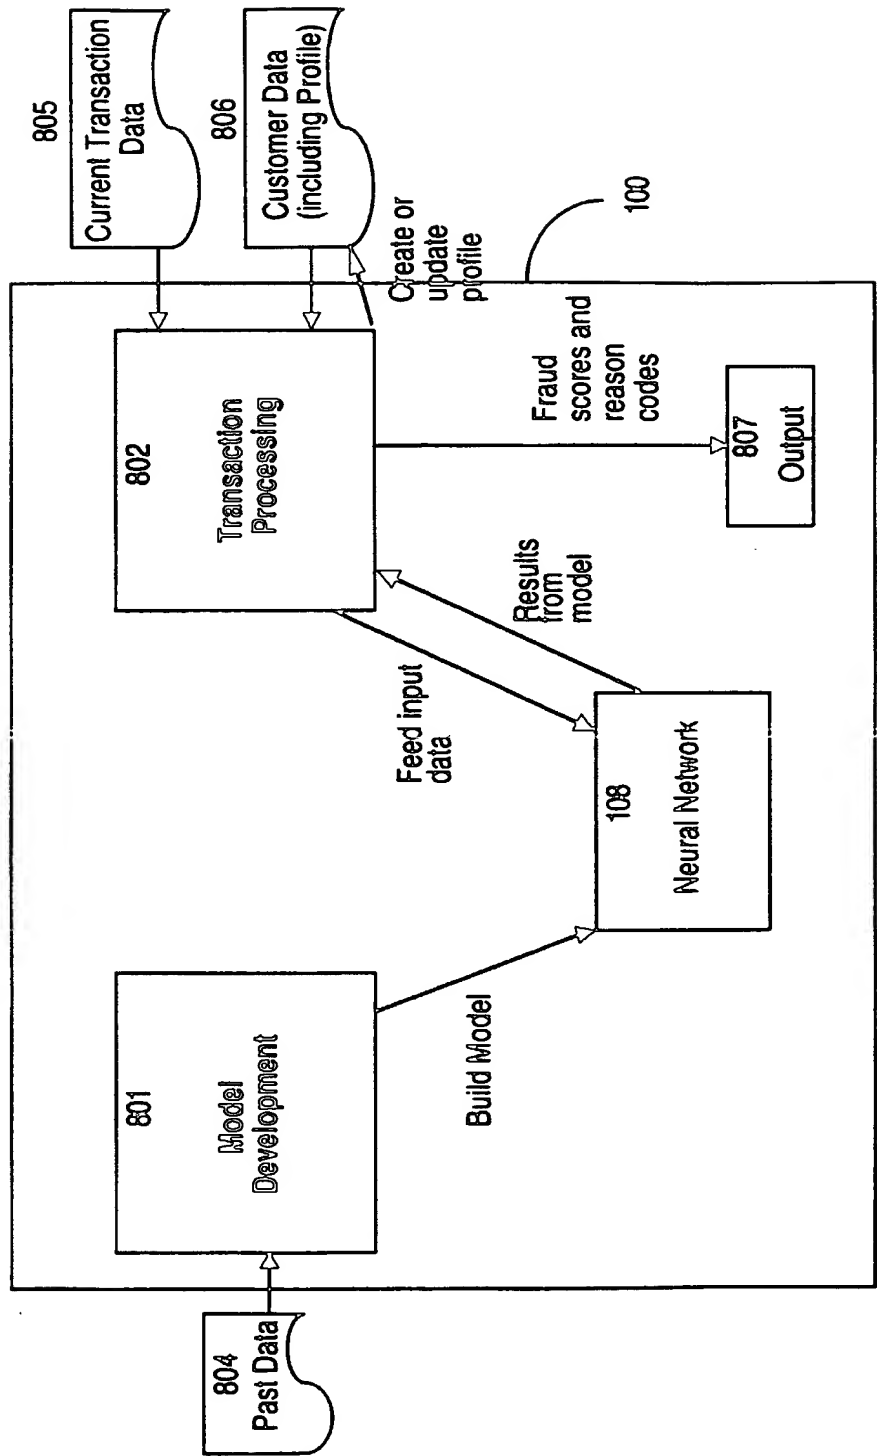 804
Past Data
801
Model
Development
Build Model
108
Neural Network
Feed input
data
Results
from
model
802
Transaction
Processing
Fraud
scores and
reason
codes
807
Output
Create or
update
profile
805
Current Transaction
Data
806
Customer Data
(including Profile)
100